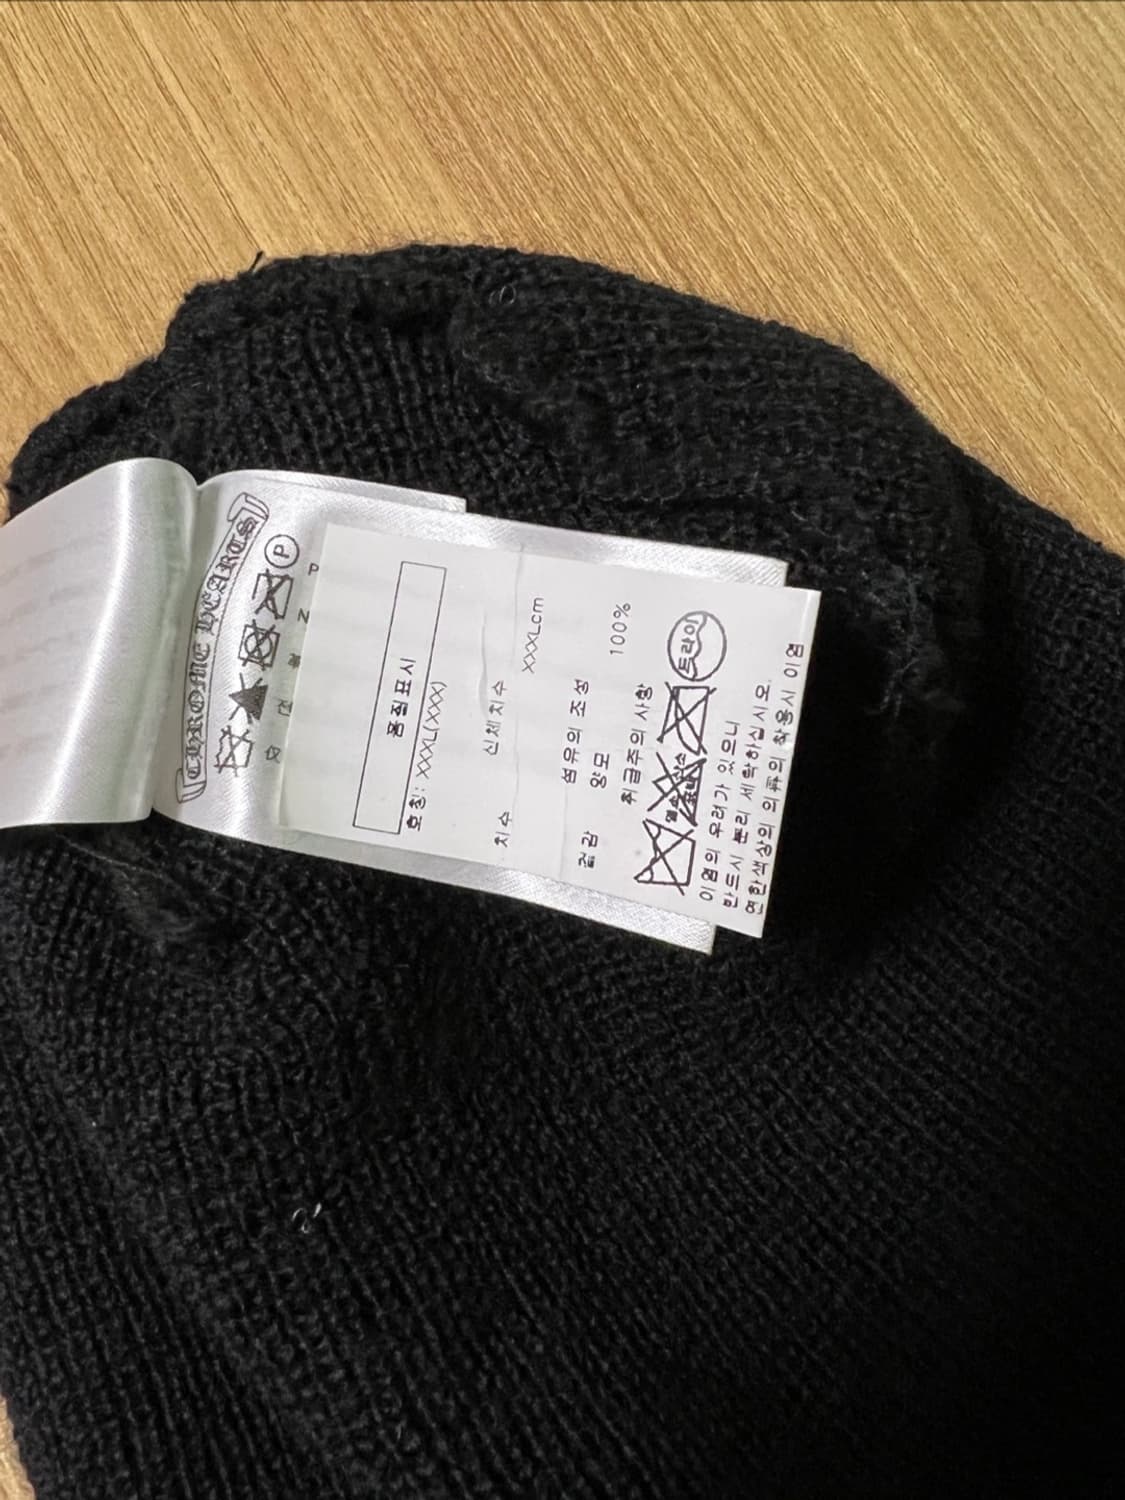 CHROME HEARTS
P
품질표시
호칭: XXXL(XXX)
치수 신체치수
XXXLcm
겉감 섬유의 조성
양모 100%
취급주의 사항
드라이
이염의 우려가 있으니
반드시 분리 세탁하십시오.
연한색상의 의류의 착용시 이염